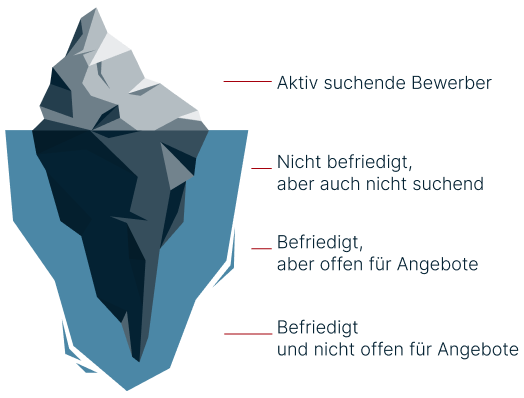 Aktiv suchende Bewerber
Nicht befriedigt,
aber auch nicht suchend
Befriedigt,
aber offen für Angebote
Befriedigt
und nicht offen für Angebote